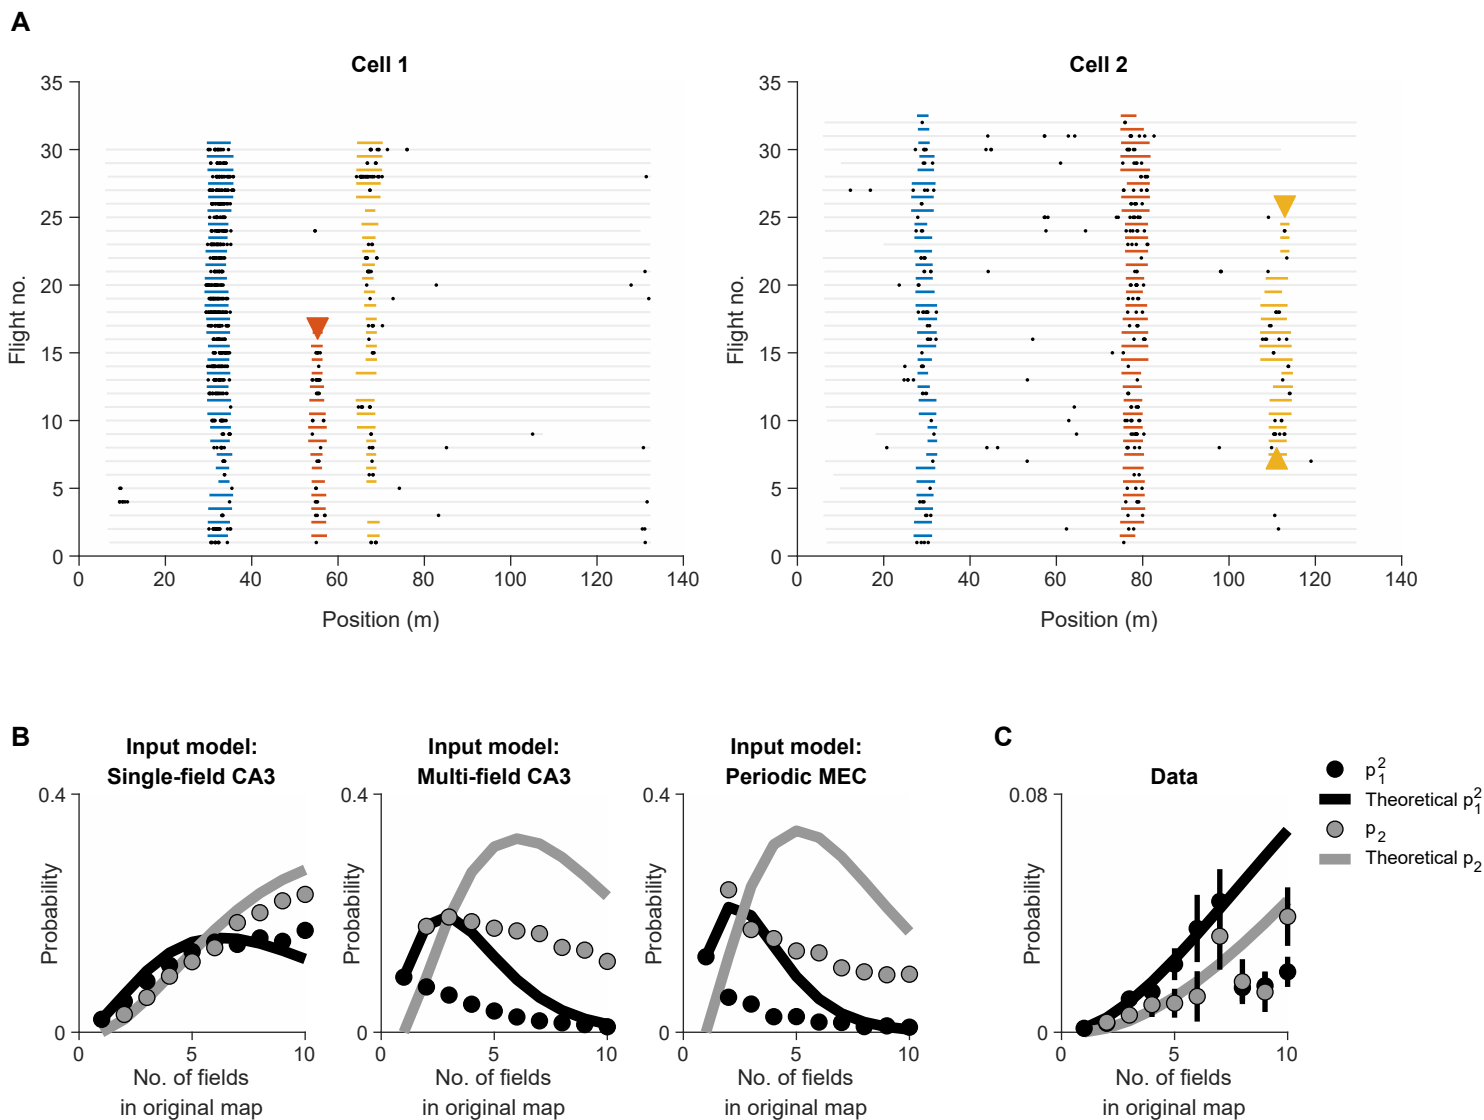 A
Cell 1
Cell 2
35
30
25
20
15
10
5
0
Flight no.
0 20 40 60 80 100 120 140
Position (m)
35
30
25
20
15
10
5
0
Flight no.
0 20 40 60 80 100 120 140
Position (m)
B
Input model:
Single-field CA3
0.4
0
Probability
0 5 10
No. of fields
in original map
Input model:
Multi-field CA3
0.4
0
Probability
0 5 10
No. of fields
in original map
Input model:
Periodic MEC
0.4
0
Probability
0 5 10
No. of fields
in original map
C
Data
0.08
0
Probability
0 5 10
No. of fields
in original map
p₁²
Theoretical p₁²
p₂
Theoretical p₂